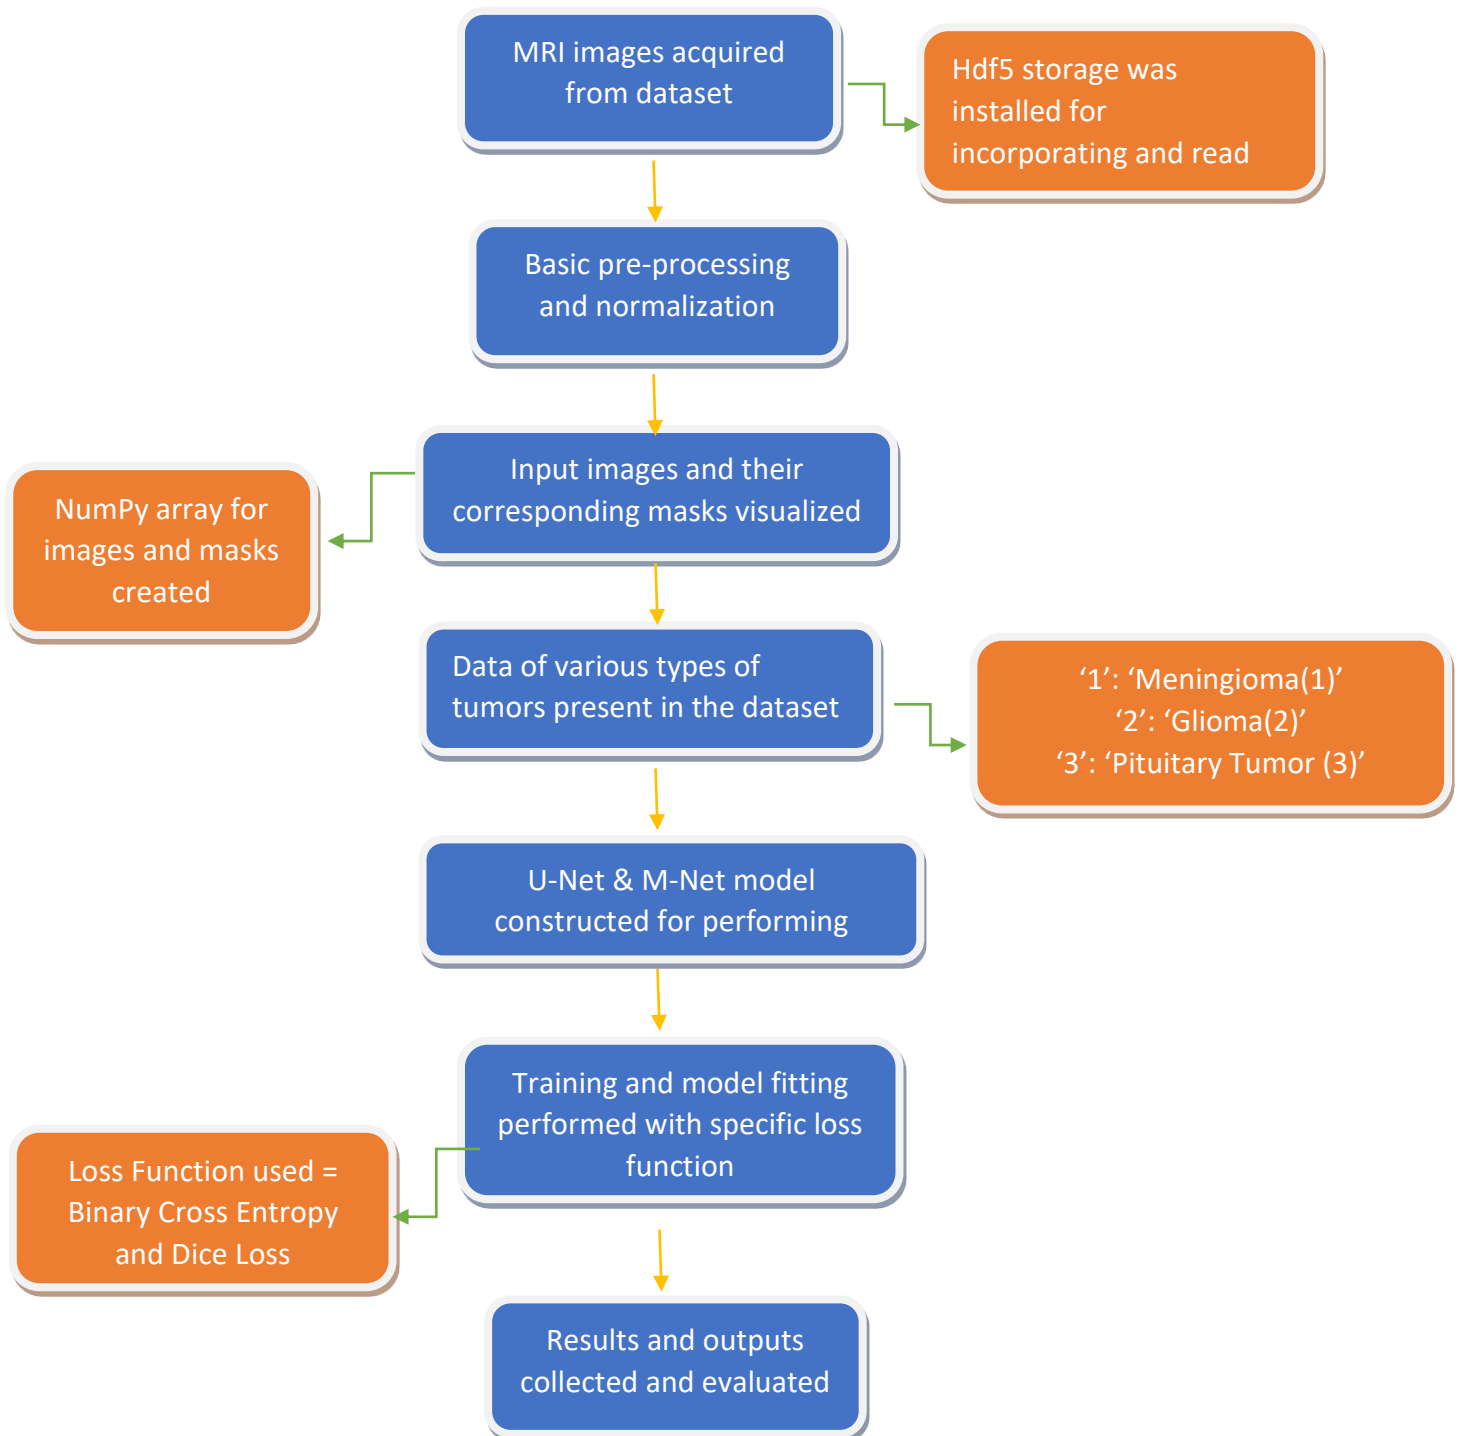 MRI images acquired
from dataset
Hdf5 storage was
installed for
incorporating and read
Basic pre-processing
and normalization
Input images and their
corresponding masks visualized
NumPy array for
images and masks
created
Data of various types of
tumors present in the dataset
‘1’: ‘Meningioma(1)’
‘2’: ‘Glioma(2)’
‘3’: ‘Pituitary Tumor (3)’
U-Net & M-Net model
constructed for performing
Training and model fitting
performed with specific loss
function
Loss Function used =
Binary Cross Entropy
and Dice Loss
Results and outputs
collected and evaluated